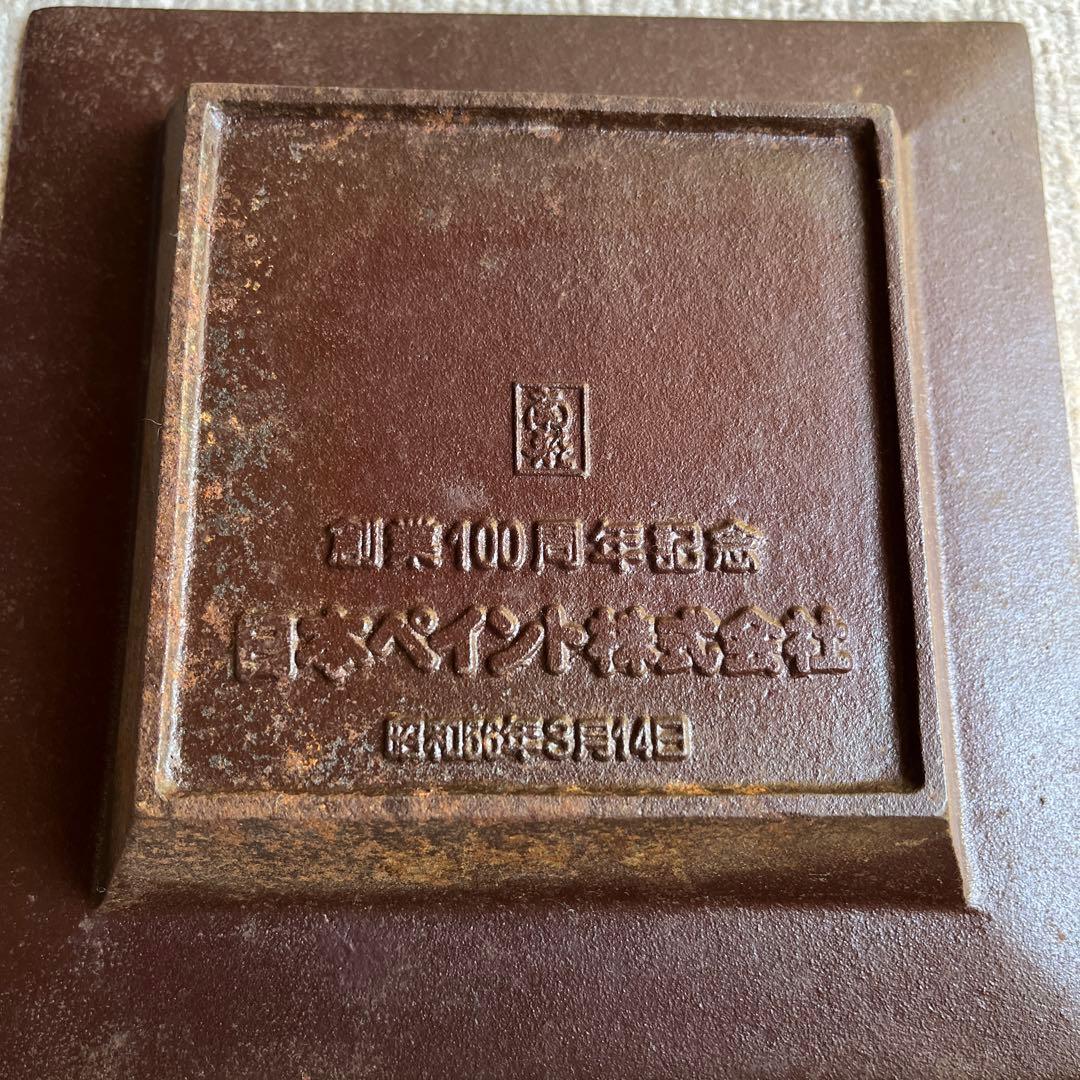 創業100周年記念
日本ペイント株式会社
昭和56年3月14日